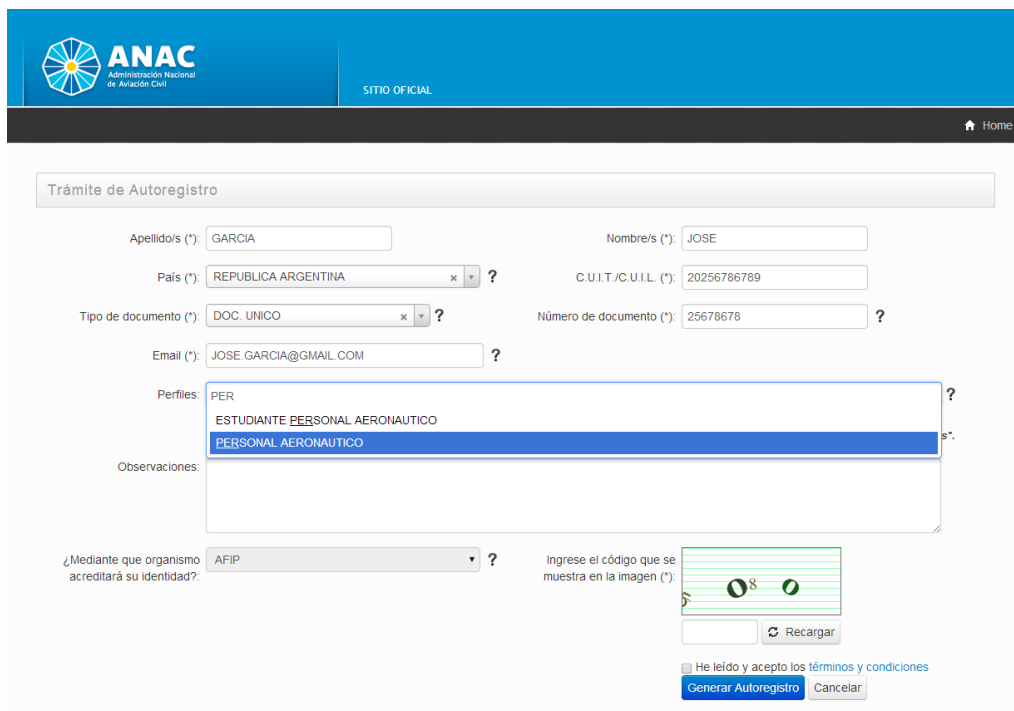 ANAC
Administración Nacional
de Aviación Civil
SITIO OFICIAL
Home
Trámite de Autoregistro
Apellido/s (*): GARCIA
Nombre/s (*): JOSE
País (*): REPUBLICA ARGENTINA × ?
C.U.I.T./C.U.I.L. (*): 20256786789
Tipo de documento (*): DOC. UNICO × ?
Número de documento (*): 25678678 ?
Email (*): JOSE.GARCIA@GMAIL.COM ?
Perfiles: PER ?
ESTUDIANTE PERSONAL AERONAUTICO
PERSONAL AERONAUTICO
s".
Observaciones:
¿Mediante que organismo
acreditará su identidad?:
AFIP ?
Ingrese el código que se
muestra en la imagen (*):
Recargar
He leído y acepto los términos y condiciones
Generar Autoregistro Cancelar